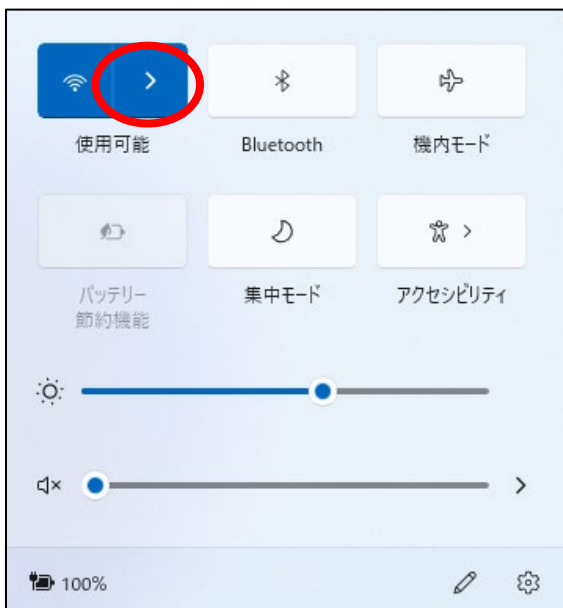 使用可能
Bluetooth
機内モード
バッテリー
節約機能
集中モード
アクセシビリティ
100%